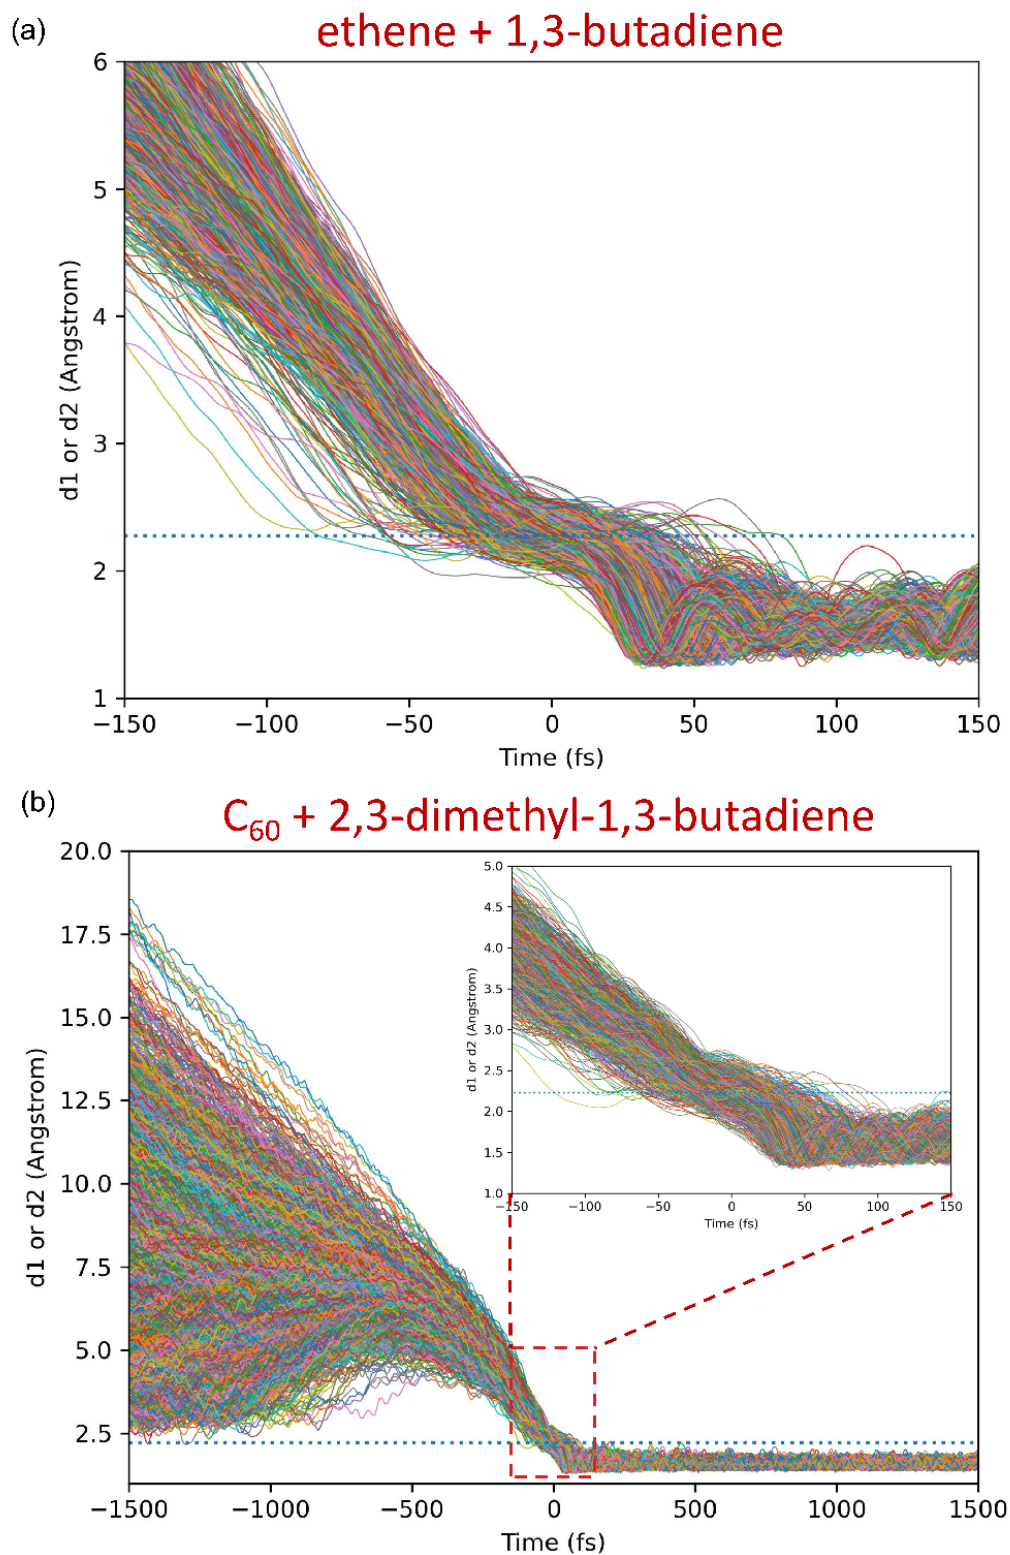 (a)
ethene + 1,3-butadiene
6
5
4
3
2
1
d1 or d2 (Angstrom)
−150 −100 −50 0 50 100 150
Time (fs)
(b)
C₆₀ + 2,3-dimethyl-1,3-butadiene
20.0
17.5
15.0
12.5
10.0
7.5
5.0
2.5
d1 or d2 (Angstrom)
5.0
4.5
4.0
3.5
3.0
2.5
2.0
1.5
1.0
d1 or d2 (Angstrom)
−150 −100 −50 0 50 100 150
Time (fs)
−1500 −1000 −500 0 500 1000 1500
Time (fs)